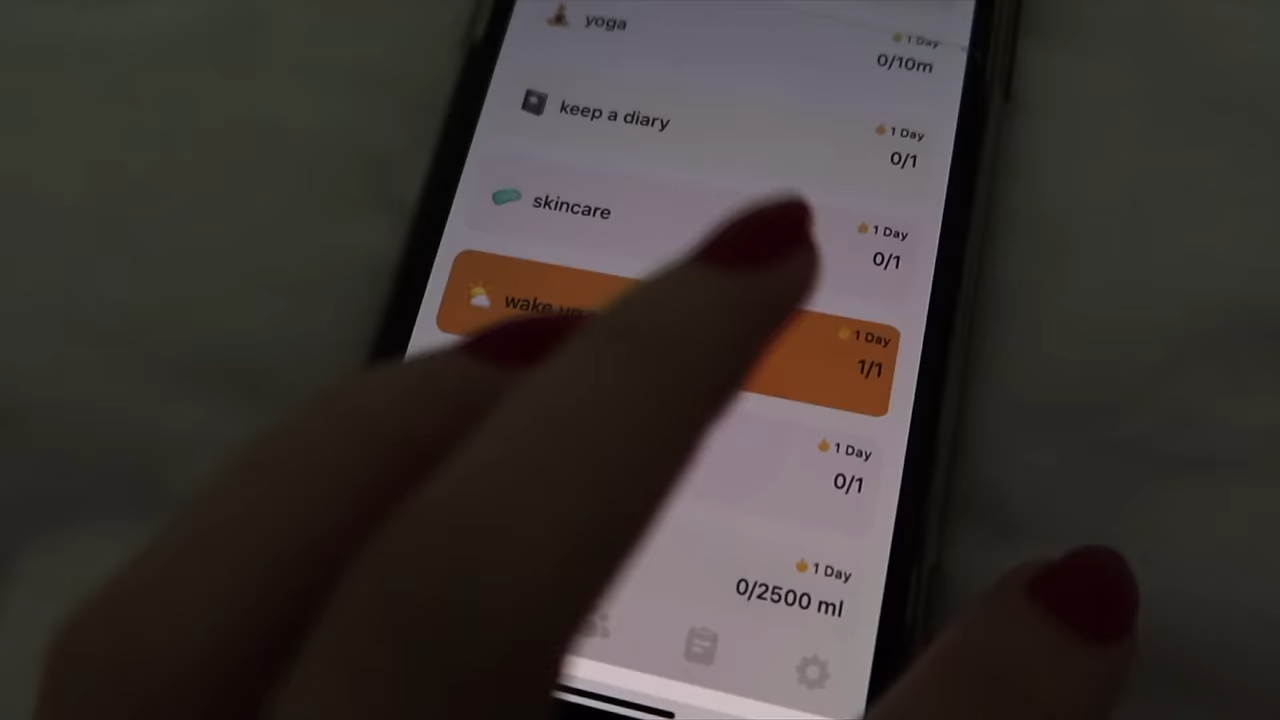 yoga
1 Day
0/10m
keep a diary
1 Day
0/1
skincare
1 Day
0/1
wake up
1 Day
1/1
1 Day
0/1
1 Day
0/2500 ml